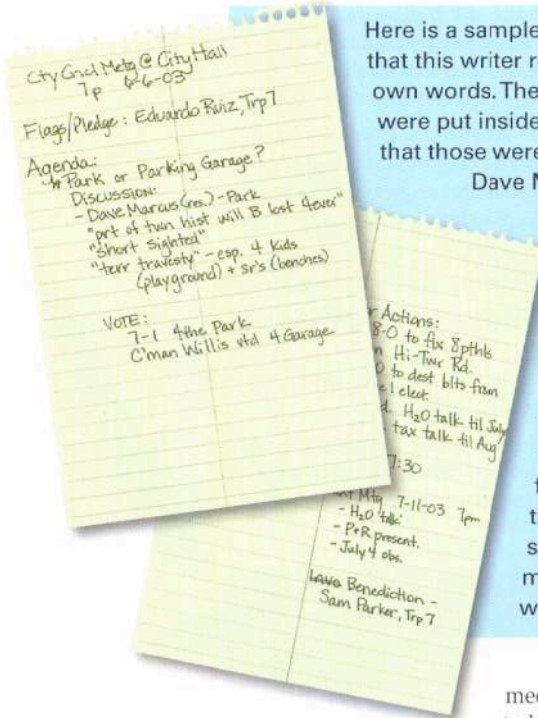 Here is a sample
that this writer
own words. The
were put inside
that those were
Dave
Cty Cncl Metg @ City Hall
7p 6-6-03
Flags/Pledge: Eduardo Ruiz, Trp 7
Agenda:
Park or Parking Garage?
Discussion:
- Dave Marcus (res.) - Park
"prt of twn hist will B lost 4ever"
"short sighted"
"terr travesty" - esp. 4 kids
(playground) + sr's (benches)
VOTE:
7-1 4 the Park
C'man Willis vtd 4 Garage
Actions:
8-0 to fix 8 pthls
Hi-Twr Rd.
to dest blts from
1 elect.
H2O talk til July
tax talk til Aug
7:30
Mtg 7-11-03 7pm
- H2O talk
- P+R present.
- July 4 obs.
Benediction -
Sam Parker, Trp 7